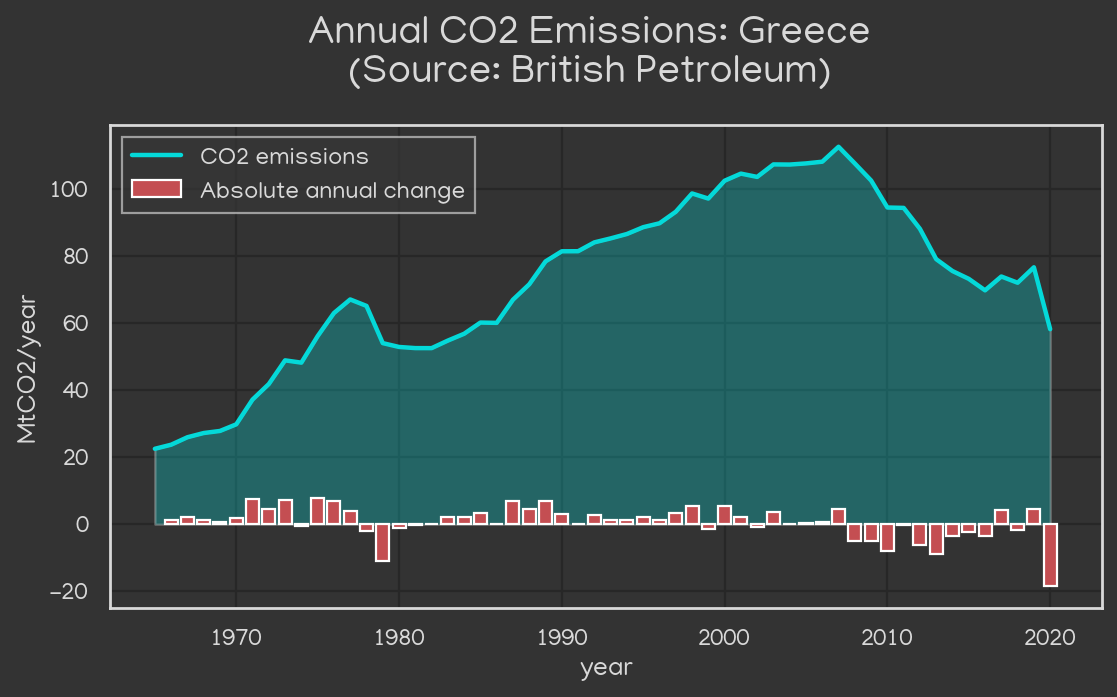 Annual CO2 Emissions: Greece
(Source: British Petroleum)
CO2 emissions
Absolute annual change
MtCO2/year
100
80
60
40
20
0
−20
1970 1980 1990 2000 2010 2020
year